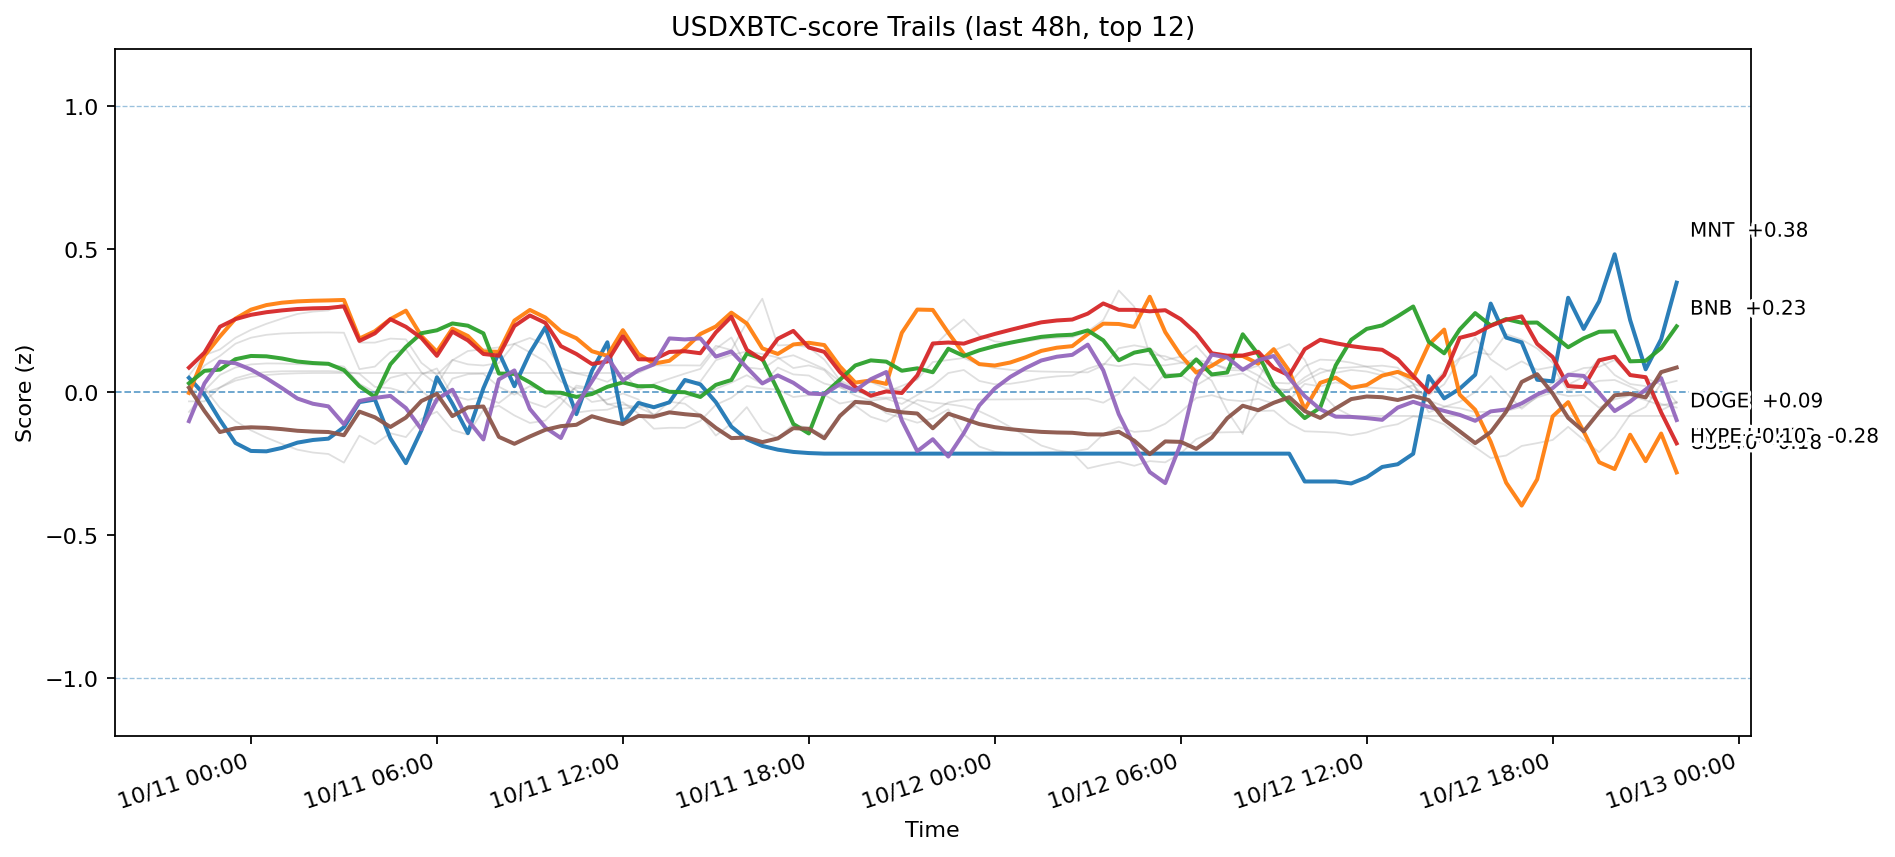 USDXBTC-score Trails (last 48h, top 12)
Score (z)
1.0
0.5
0.0
−0.5
−1.0
MNT +0.38
BNB +0.23
DOGE +0.09
HYPE -0.10
-0.28
10/11 00:00
10/11 06:00
10/11 12:00
10/11 18:00
10/12 00:00
10/12 06:00
10/12 12:00
10/12 18:00
10/13 00:00
Time